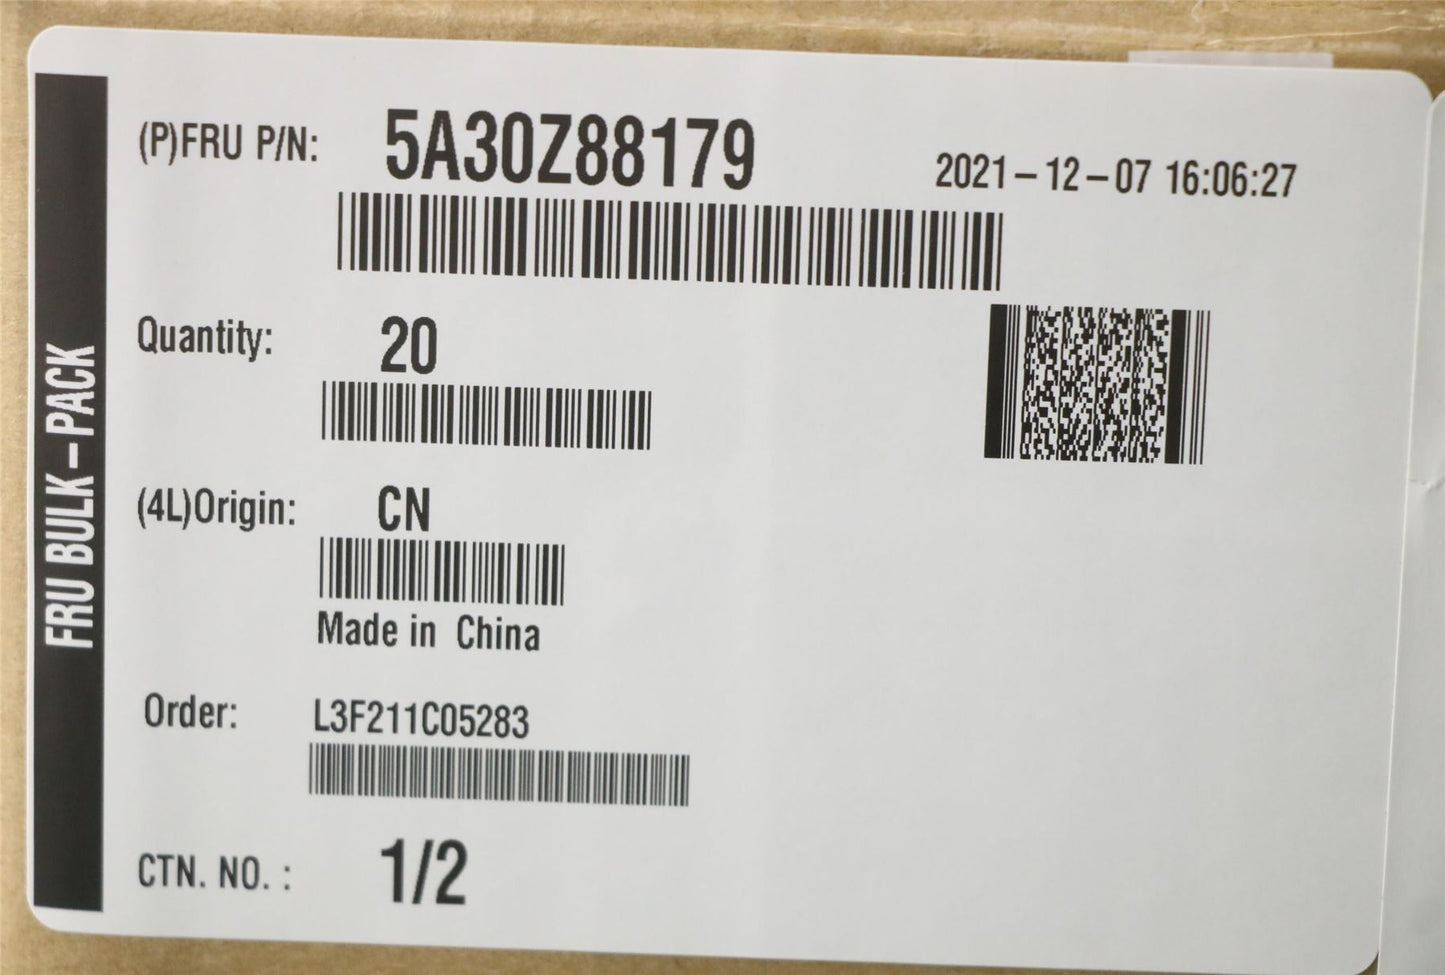 FRU BULK-PACK
(P)FRU P/N: 5A30Z88179 2021-12-07 16:06:27
Quantity: 20
(4L)Origin: CN
Made in China
Order: L3F211C05283
CTN. NO. : 1/2